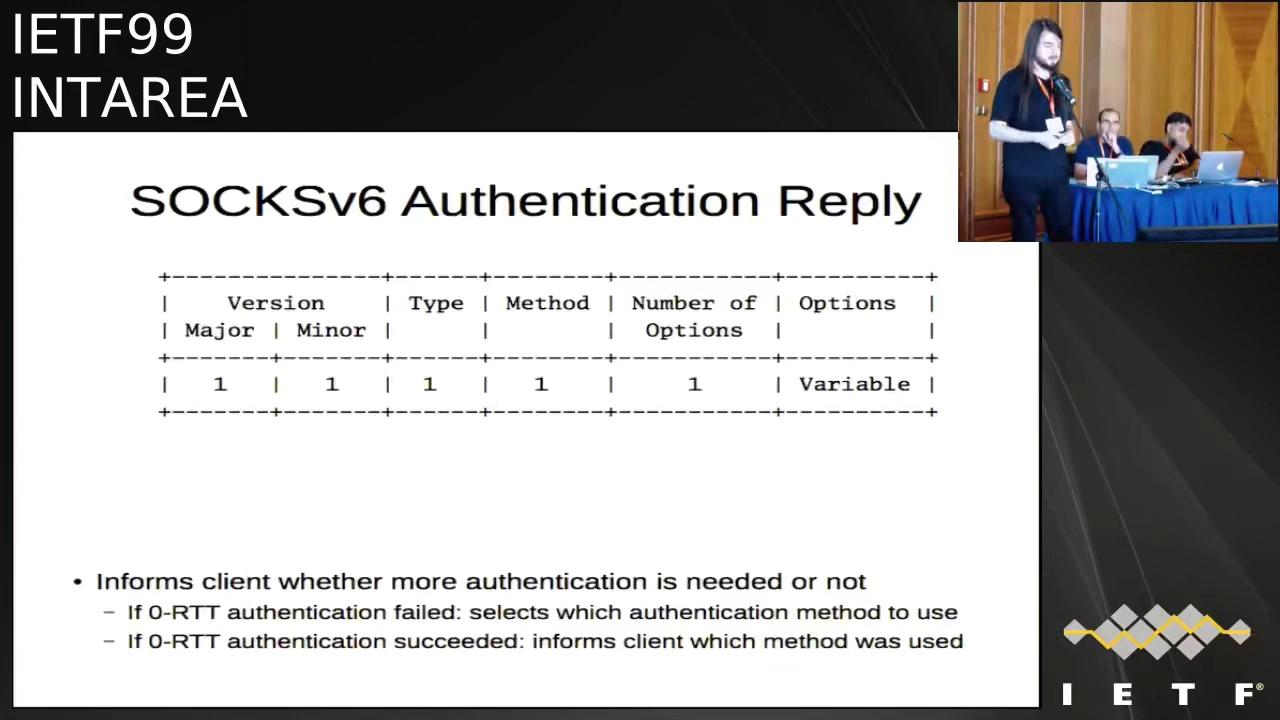 IETF99
INTAREA
SOCKSv6 Authentication Reply
+---------------+------+--------+-----------+----------+
| Version | Type | Method | Number of | Options |
| Major | Minor | | | Options | |
+-------+-------+------+--------+-----------+----------+
| 1 | 1 | 1 | 1 | 1 | Variable |
+-------+-------+------+--------+-----------+----------+
• Informs client whether more authentication is needed or not
– If 0-RTT authentication failed: selects which authentication method to use
– If 0-RTT authentication succeeded: informs client which method was used
I E T F®